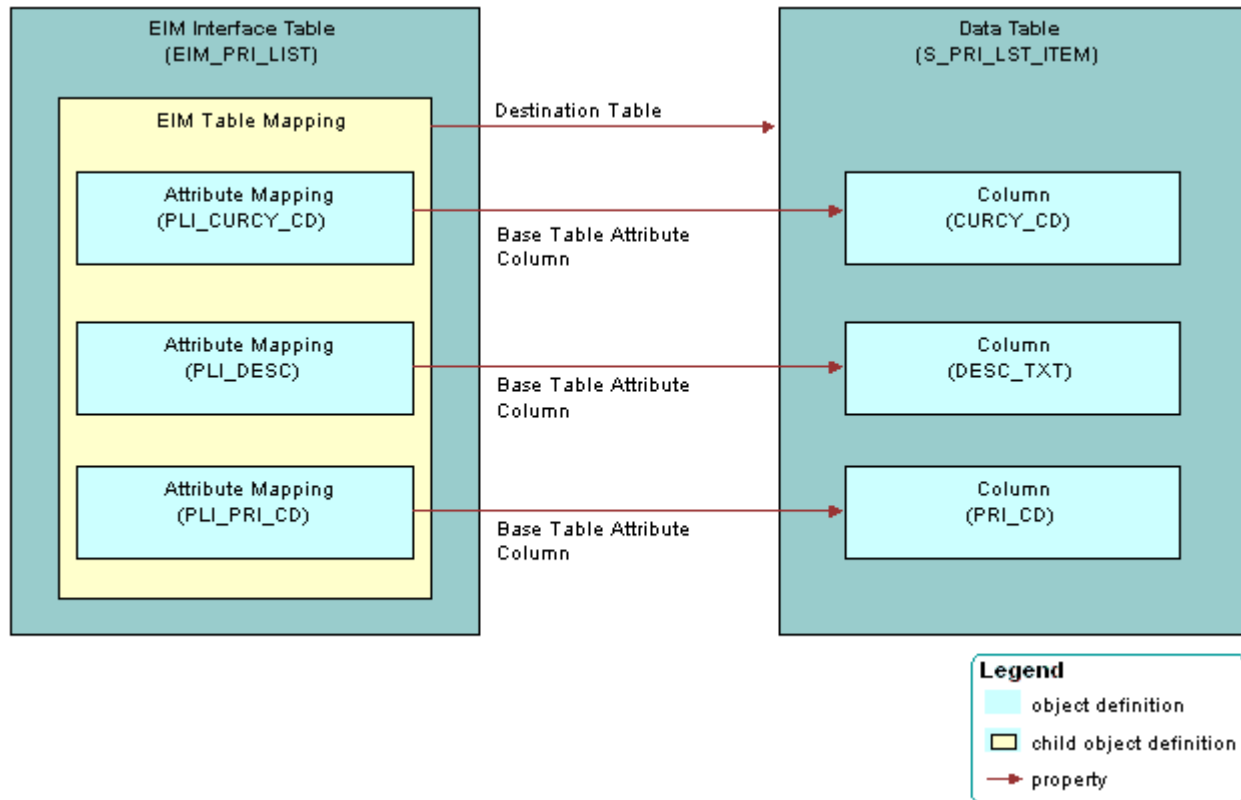 EIM Interface Table
(EIM_PRI_LIST)
EIM Table Mapping
Attribute Mapping
(PLI_CURCY_CD)
Attribute Mapping
(PLI_DESC)
Attribute Mapping
(PLI_PRI_CD)
Destination Table
Base Table Attribute
Column
Base Table Attribute
Column
Base Table Attribute
Column
Data Table
(S_PRI_LST_ITEM)
Column
(CURCY_CD)
Column
(DESC_TXT)
Column
(PRI_CD)
Legend
object definition
child object definition
property